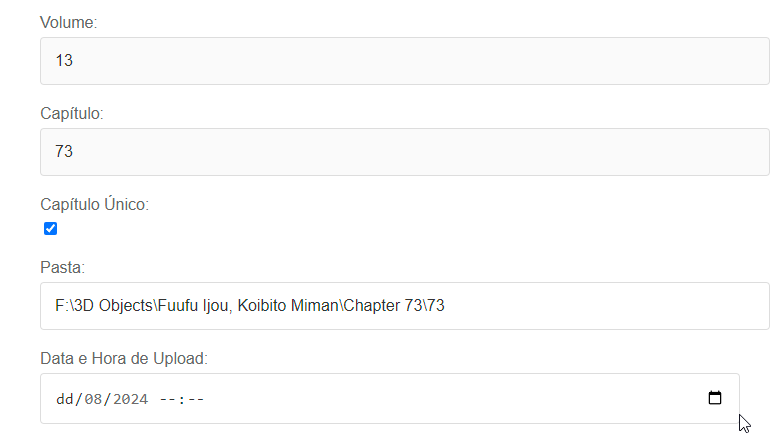 Volume:
13
Capítulo:
73
Capítulo Único:
Pasta:
F:\3D Objects\Fuufu Ijou, Koibito Miman\Chapter 73\73
Data e Hora de Upload:
dd/08/2024 --:--